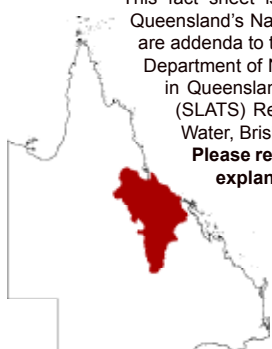 This fact sheet is
Queensland's Na
are addenda to t
Department of N
in Queenslan
(SLATS) Re
Water, Bris
Please re
explan